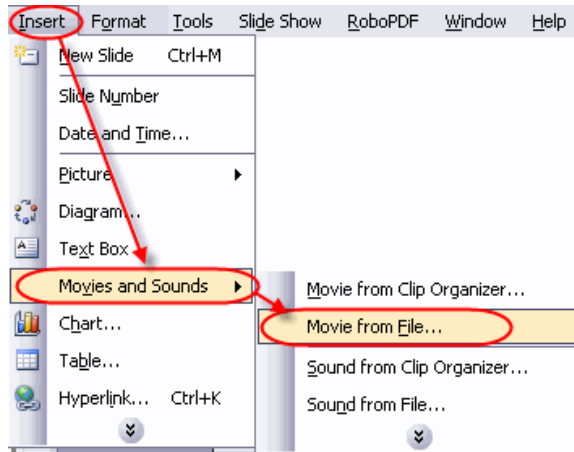 Insert Format Tools Slide Show RoboPDF Window Help
New Slide Ctrl+M
Slide Number
Date and Time...
Picture
Diagram...
Text Box
Movies and Sounds
Movie from Clip Organizer...
Chart...
Movie from File...
Table...
Sound from Clip Organizer...
Hyperlink... Ctrl+K
Sound from File...